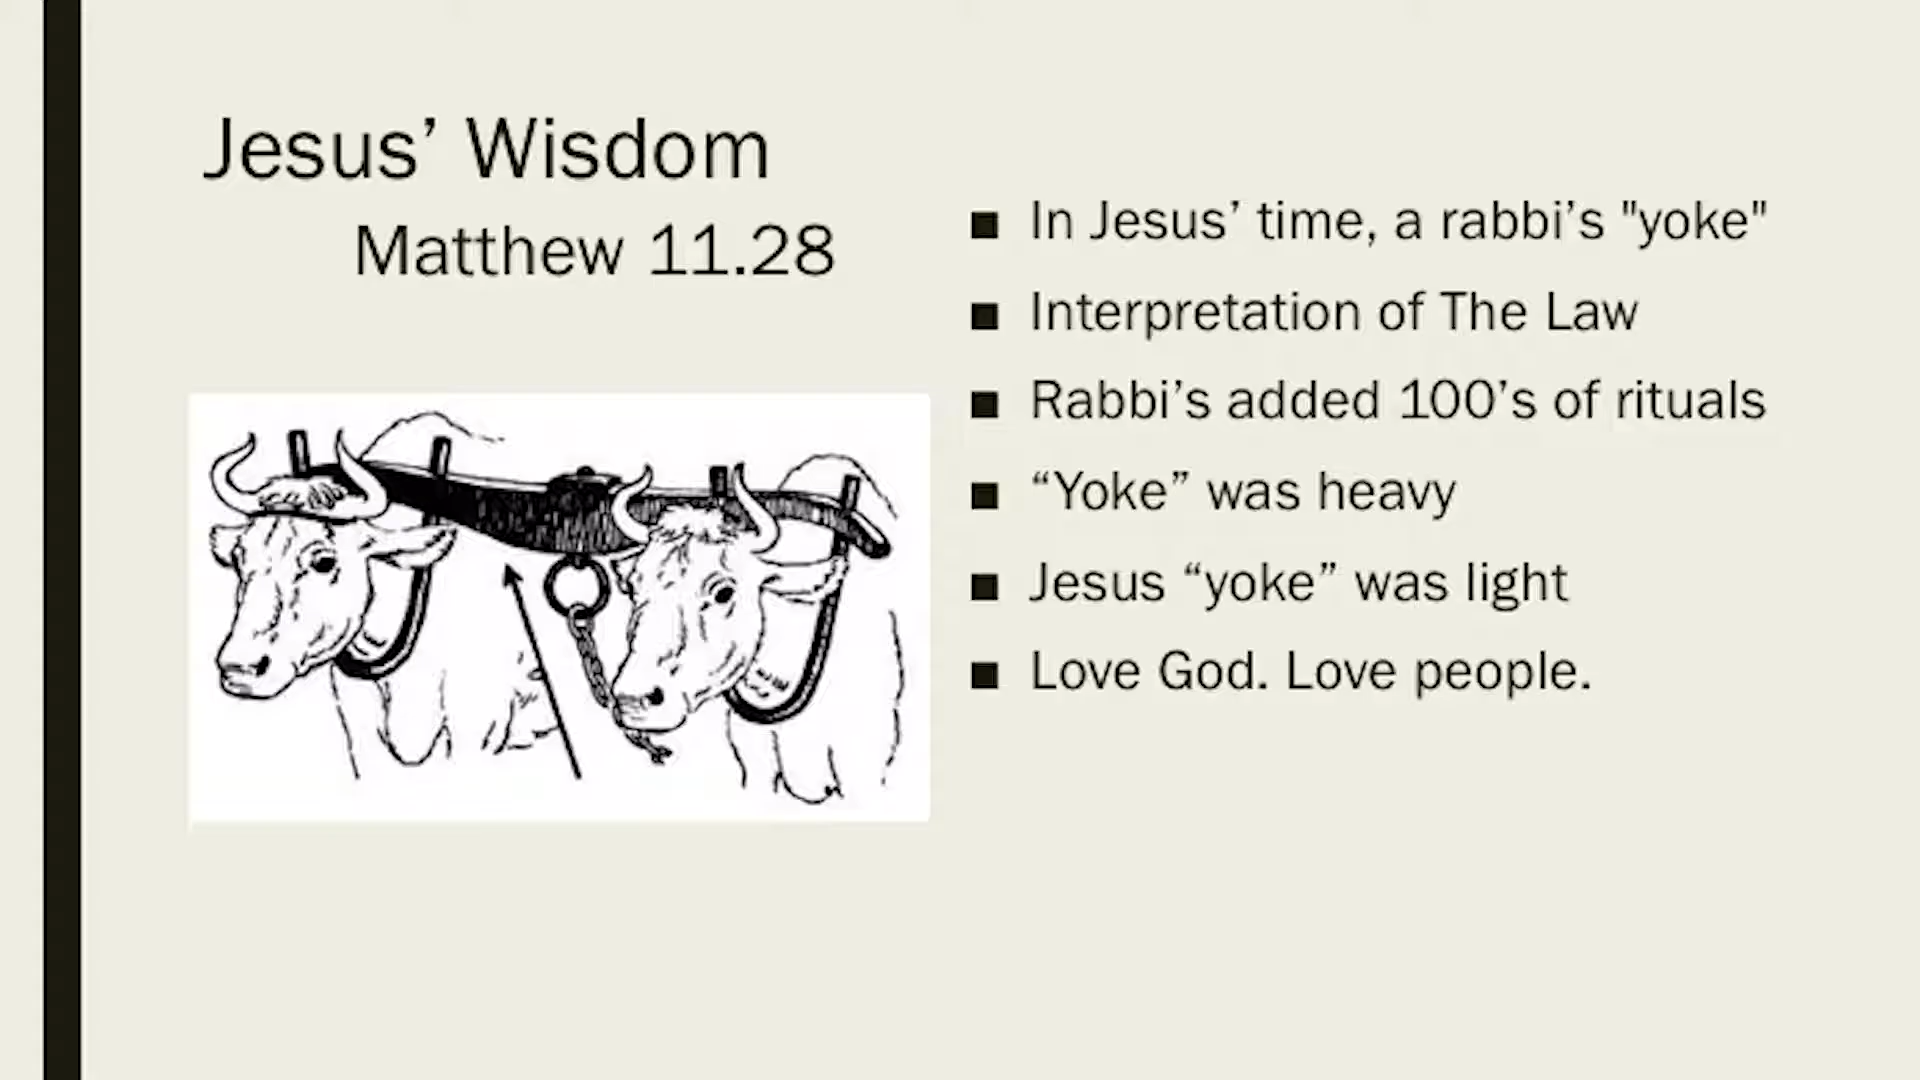 Jesus’ Wisdom
Matthew 11.28
In Jesus’ time, a rabbi’s "yoke"
Interpretation of The Law
Rabbi’s added 100’s of rituals
“Yoke” was heavy
Jesus “yoke” was light
Love God. Love people.